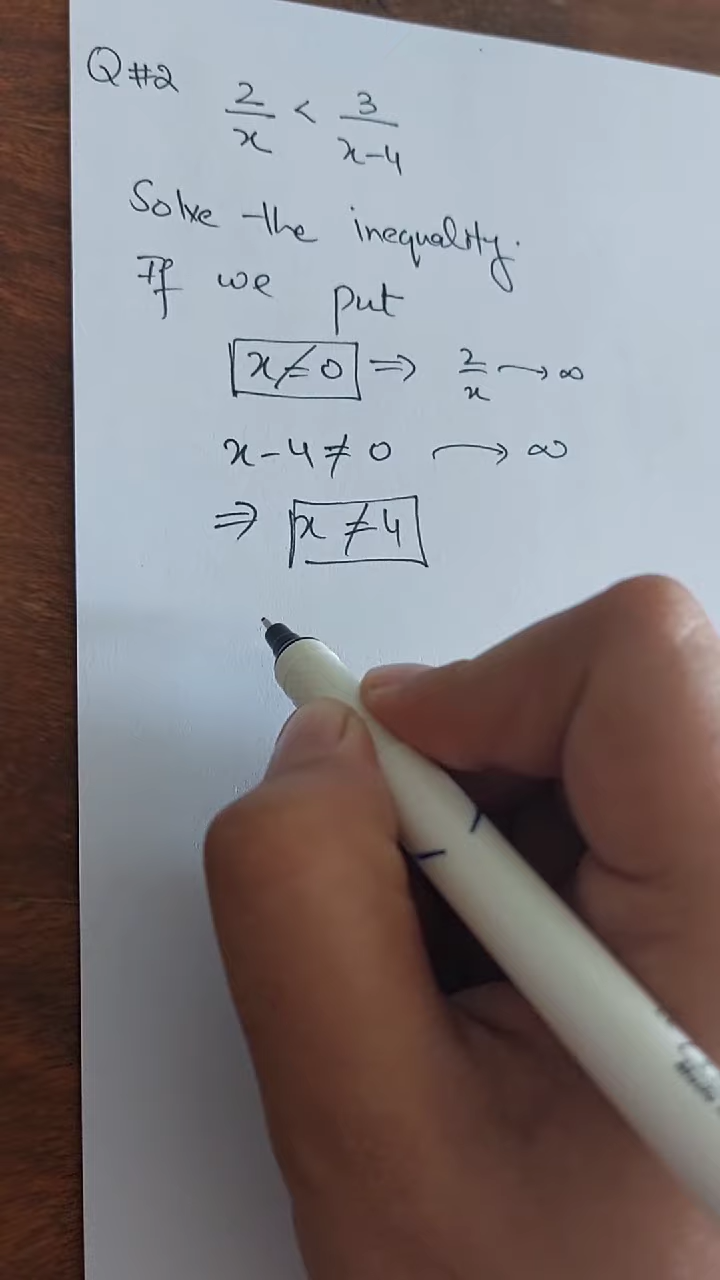 Q#2 2/x < 3/x-4
Solve the inequality.
If we put
x≠0 ⇒ 2/x → ∞
x-4≠0 → ∞
⇒ x≠4